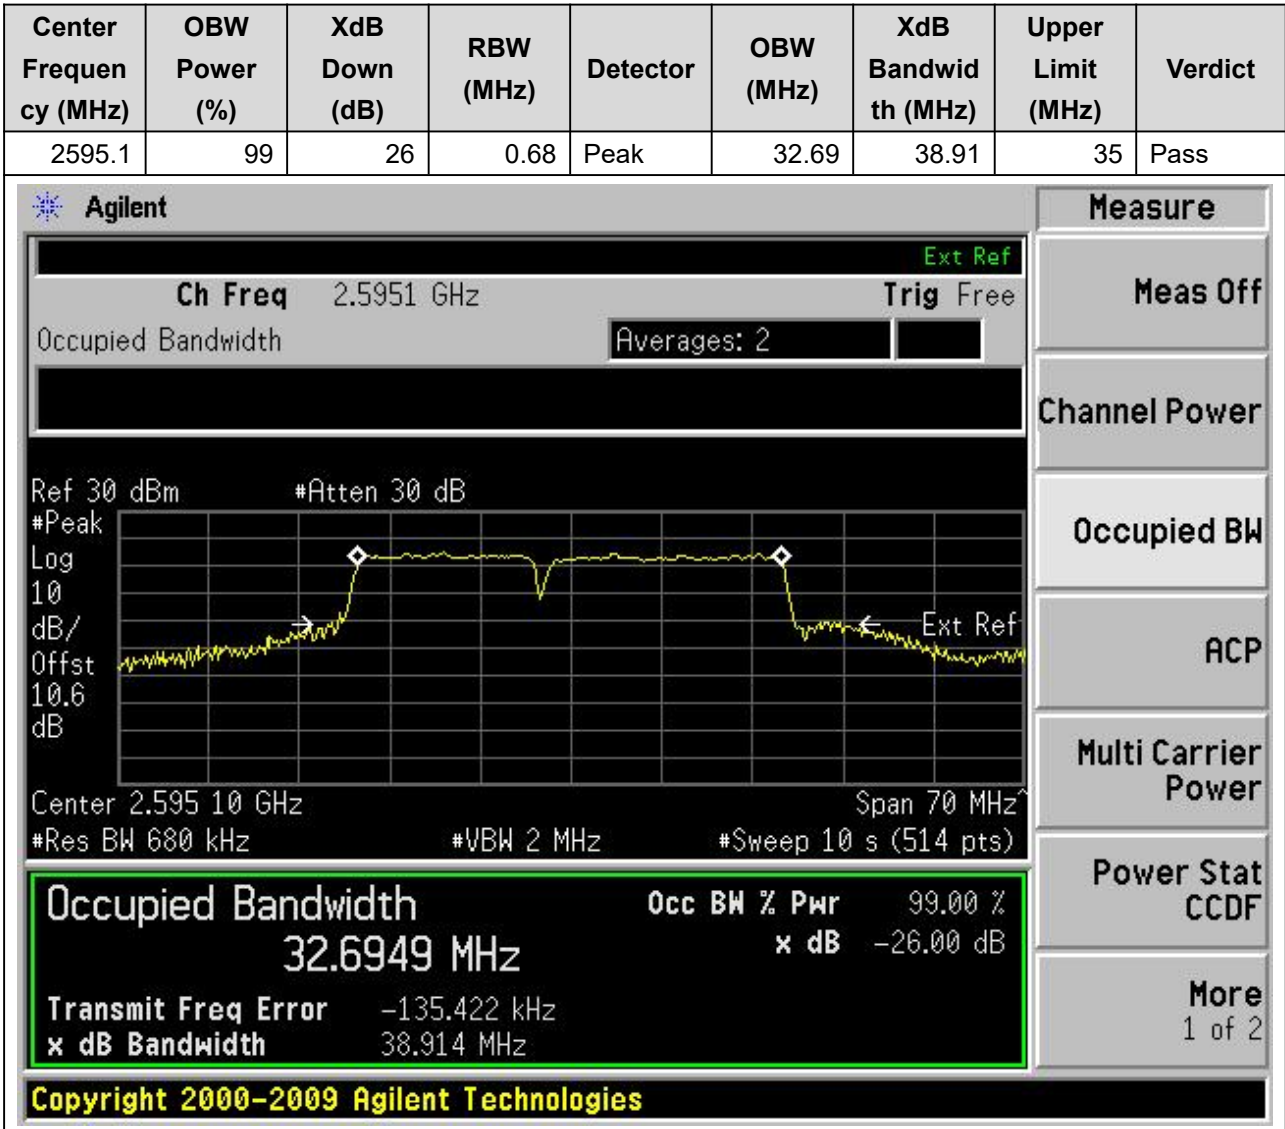 Center Frequen cy (MHz) OBW Power (%) XdB Down (dB) RBW (MHz) Detector OBW (MHz) XdB Bandwid th (MHz) Upper Limit (MHz) Verdict
2595.1 99 26 0.68 Peak 32.69 38.91 35 Pass
Agilent
Measure
Ext Ref
Ch Freq 2.5951 GHz Trig Free
Meas Off
Occupied Bandwidth Averages: 2
Channel Power
Ref 30 dBm #Atten 30 dB
#Peak
Log
10
dB/
Offst
10.6
dB
Ext Ref
Occupied BW
ACP
Center 2.595 10 GHz Span 70 MHz^
#Res BW 680 kHz #VBW 2 MHz #Sweep 10 s (514 pts)
Multi Carrier
Power
Occupied Bandwidth Occ BW % Pwr 99.00 %
32.6949 MHz x dB -26.00 dB
Power Stat
CCDF
Transmit Freq Error -135.422 kHz
x dB Bandwidth 38.914 MHz
More
1 of 2
Copyright 2000-2009 Agilent Technologies